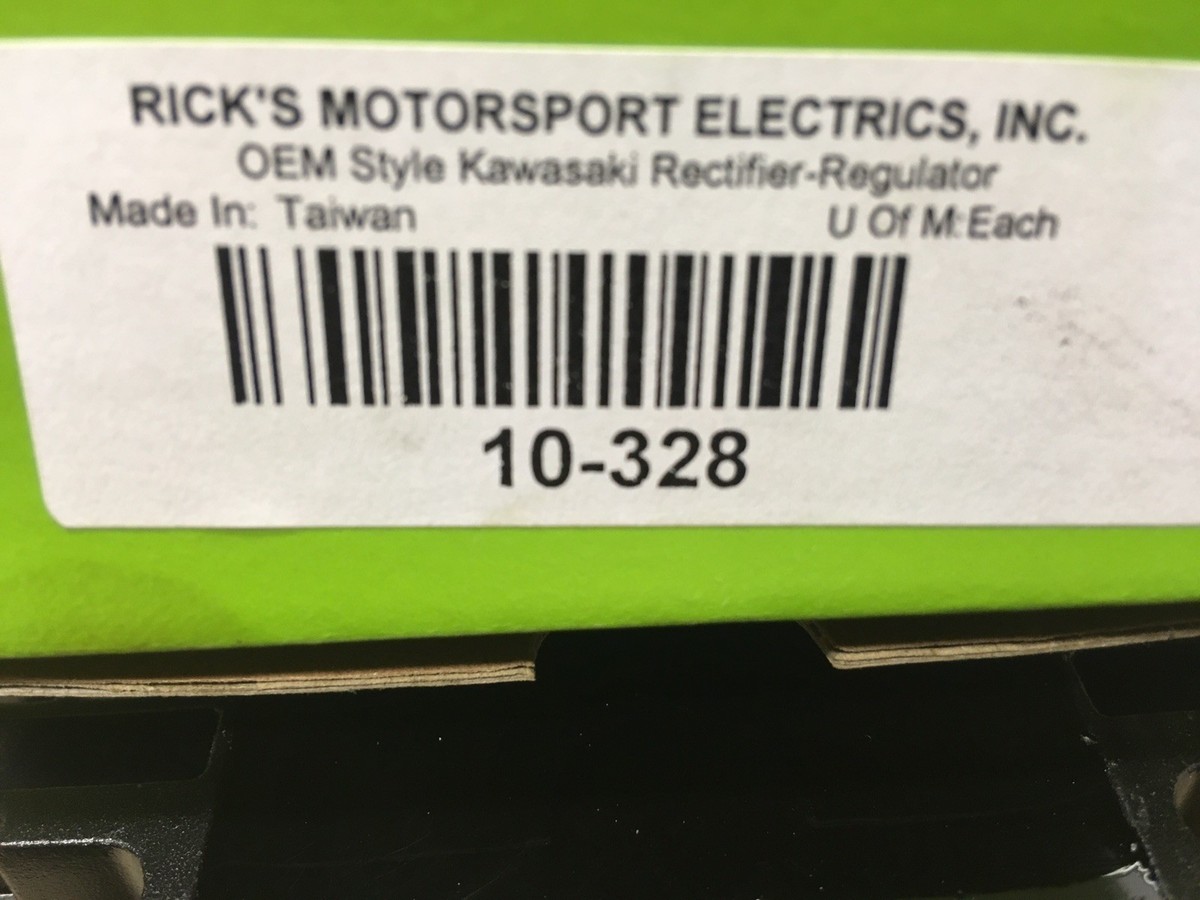 RICK'S MOTORSPORT ELECTRICS, INC.
OEM Style Kawasaki Rectifier-Regulator
Made In: Taiwan U Of M:Each
10-328